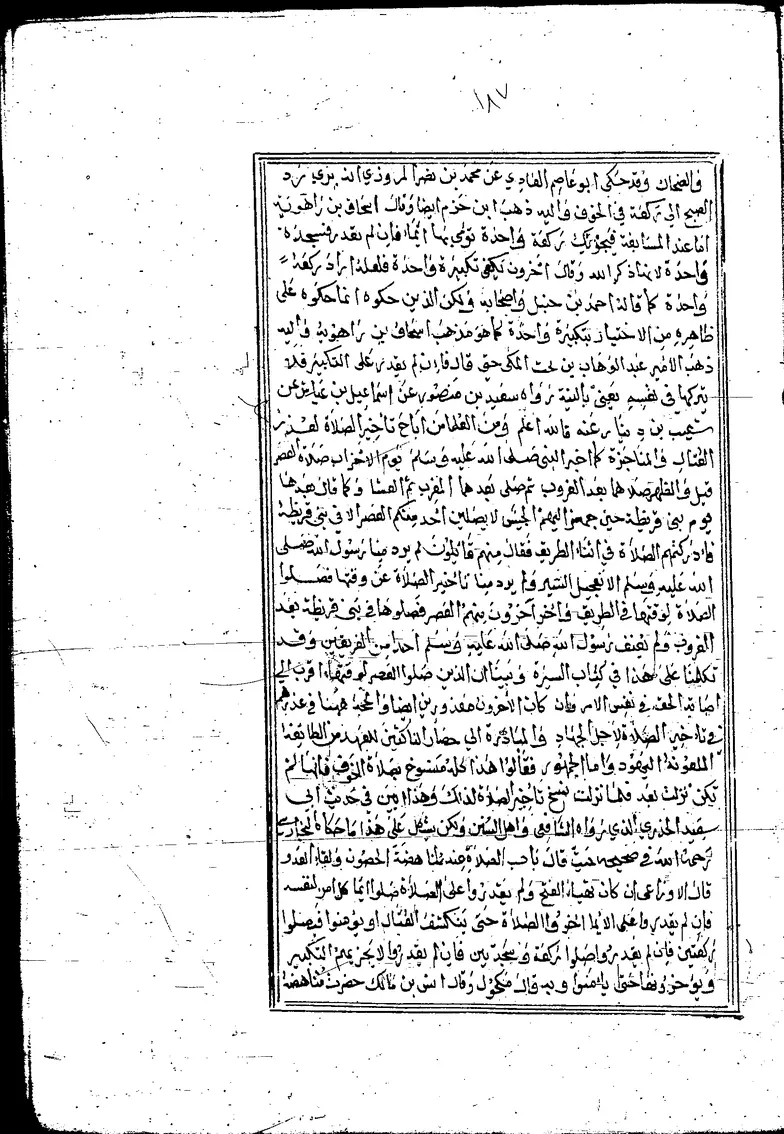 ١٨٧
والضحاك وقد حكى ابو عاصم العبادي عن محمد بن نصر المروزي انه يرى رد
الصبح الى ركعة في الخوف واليه ذهب ابن حزم ايضا وقال اسحاق بن راهويه
اما عند المسايفة فيجزيك ركعة واحدة تومي بها ايماء فان لم تقدر فسجدة
واحدة لانها ذكر الله وقال اخرون تكفي تكبيرة واحدة فلعله اراد ركعة
واحدة كما قاله احمد بن حنبل واصحابه ولكن الذين حكوه انما حكوه على
ظاهره من الاختيار بتكبيرة واحدة كما هو مذهب اسحاق بن راهويه واليه
ذهب الامير عبد الوهاب بن بخت المكي حتى قال فان لم يقدر على التكبير فلا
يتركها في نفسه يعني بالنية رواه سعيد بن منصور عن اسماعيل بن عياش عن
شعيب بن دينار عنه فالله اعلم ومن العلما من اباح تاخير الصلاة لعذر
القتال والمناجزة كما اخر النبي صلى الله عليه وسلم يوم الاحزاب صلاة العصر
قيل والظهر صلاهما بعد الغروب ثم صلى بعدهما المغرب ثم العشا وكما قال بعدها
يوم بني قريظة حين جهز اليهم الجيش لا يصلين احد منكم العصر الا في بني قريظة
فادركتهم الصلاة في اثناء الطريق فقال منهم قائلون لم يرد منا رسول الله صلى
الله عليه وسلم الا تعجيل السير ولم يرد منا تاخير الصلاة عن وقتها فصلوا
الصلاة لوقتها في الطريق واخر اخرون منهم العصر فصلوها في بني قريظة بعد
الغروب ولم يعنف رسول الله صلى الله عليه وسلم احدا من الفريقين وقد
تكلمنا على هذا في كتاب السيرة وبينا ان الذين صلوا العصر لوقتها اقرب الى
اصابة الحق في نفس الامر وان كان الاخرون معذورين ايضا والحجة ههنا في عذرهم
في تاخير الصلاة لاجل الجهاد والمبادرة الى حصار الناكثين للعهد من الطايفة
الملعونة اليهود واما الجمهور فقالوا هذا كله منسوخ بصلاة الخوف فانها لم
تكن نزلت بعد فلما نزلت نسخ تاخير الصلاة لذلك وهذا ابين في حديث ابي
سعيد الخدري الذي رواه الشافعي واهل السنن ولكن يشكل على هذا ما حكاه البخاري
رحمه الله في صحيحه حيث قال باب الصلاة عند مناهضة الحصون ولقاء العدو
قال الاوزاعي ان كان تهيأ الفتح ولم يقدروا على الصلاة صلوا ايما كل امر لنفسه
فان لم يقدروا على الايما اخروا الصلاة حتى ينكشف القتال او يومنوا فيصلوا
ركعتين فان لم يقدروا صلوا ركعة وسجدتين فان لم يقدروا لا يجزيهم التكبير
ويوخرونها حتى يامنوا وبه قال مكحول وقال انس بن مالك حضرت مناهضة